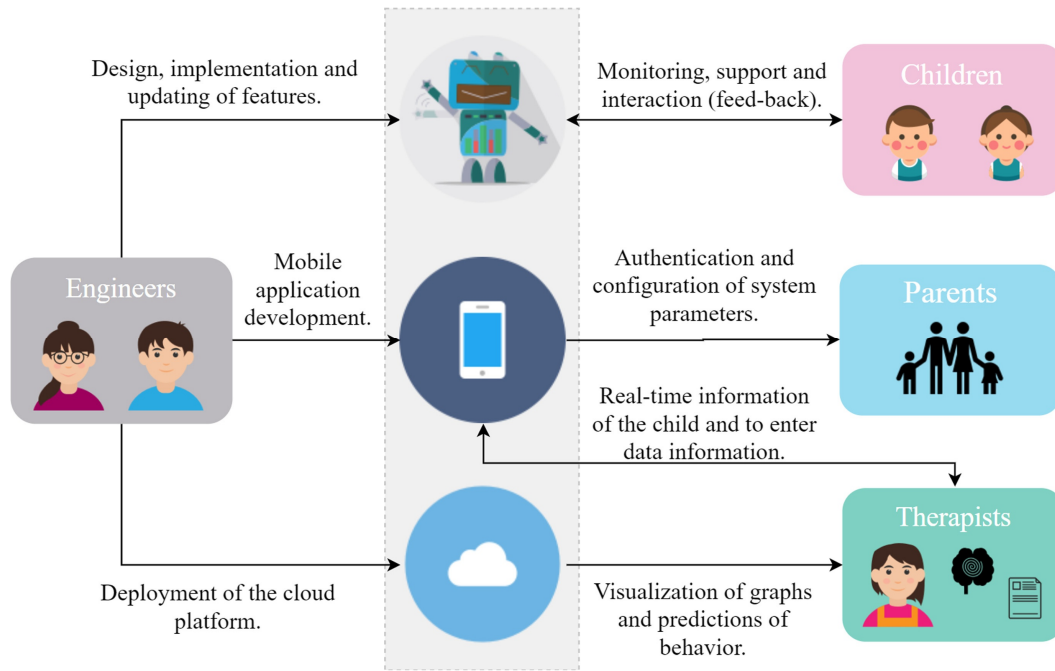 Design, implementation and
updating of features.
Monitoring, support and
interaction (feed-back).
Children
Engineers
Mobile
application
development.
Authentication and
configuration of system
parameters.
Parents
Real-time information
of the child and to enter
data information.
Therapists
Deployment of the cloud
platform.
Visualization of graphs
and predictions of
behavior.